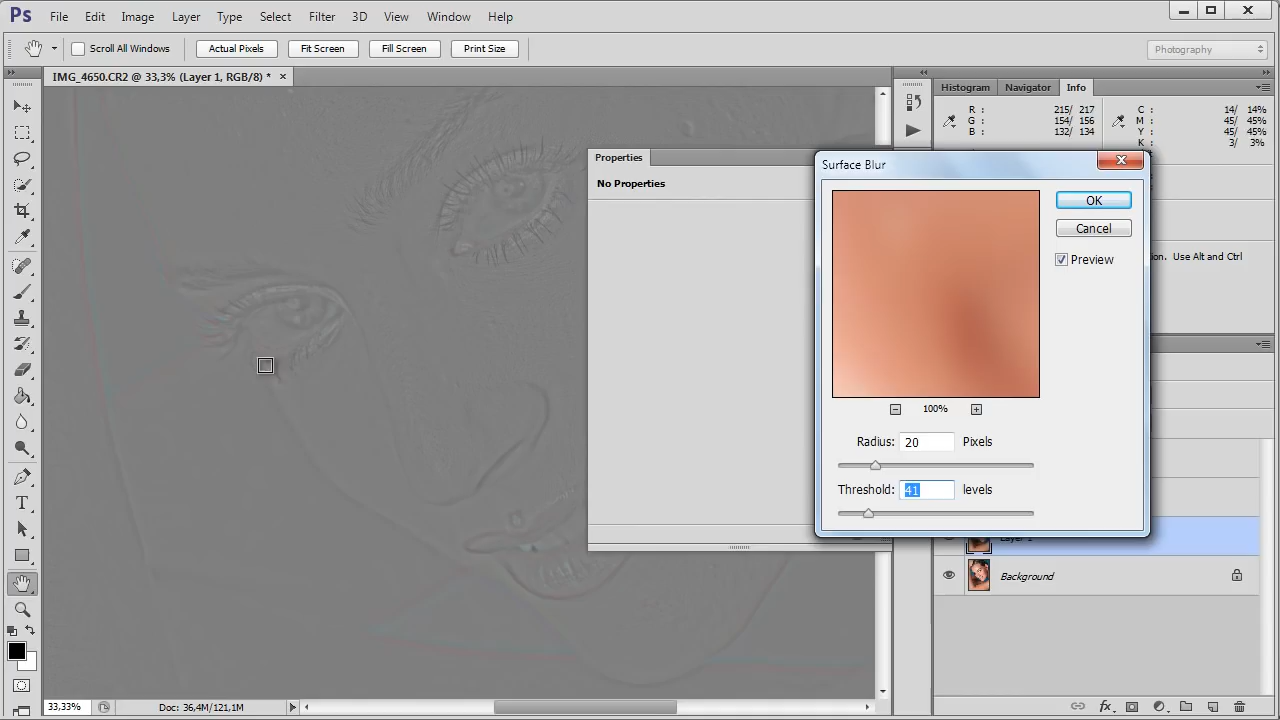 Ps File Edit Image Layer Type Select Filter 3D View Window Help
Scroll All Windows Actual Pixels Fit Screen Fill Screen Print Size Photography
IMG_4650.CR2 @ 33,3% (Layer 1, RGB/8) * ×
Histogram Navigator Info
R : 215/ 217 C : 14/ 14%
G : 154/ 156 M : 45/ 45%
B : 132/ 134 Y : 45/ 45%
K : 3/ 3%
Properties
No Properties
Surface Blur
OK
Cancel
Preview
ion. Use Alt and Ctrl
100%
Radius: 20 Pixels
Threshold: 41 levels
Background
33,33% Doc: 36,4M/121,1M